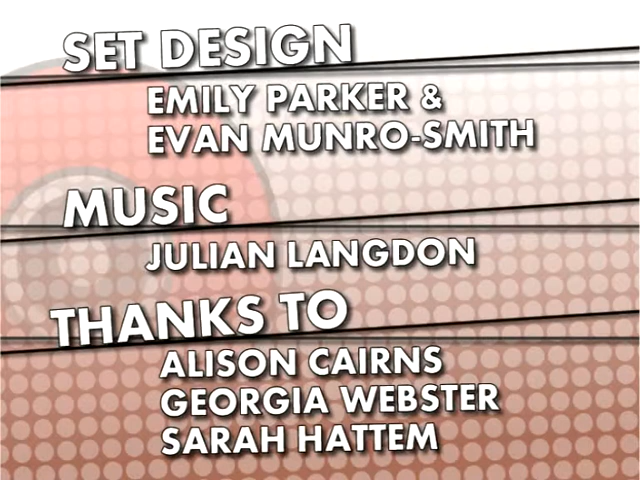 SET DESIGN
EMILY PARKER &
EVAN MUNRO-SMITH
MUSIC
JULIAN LANGDON
THANKS TO
ALISON CAIRNS
GEORGIA WEBSTER
SARAH HATTEM